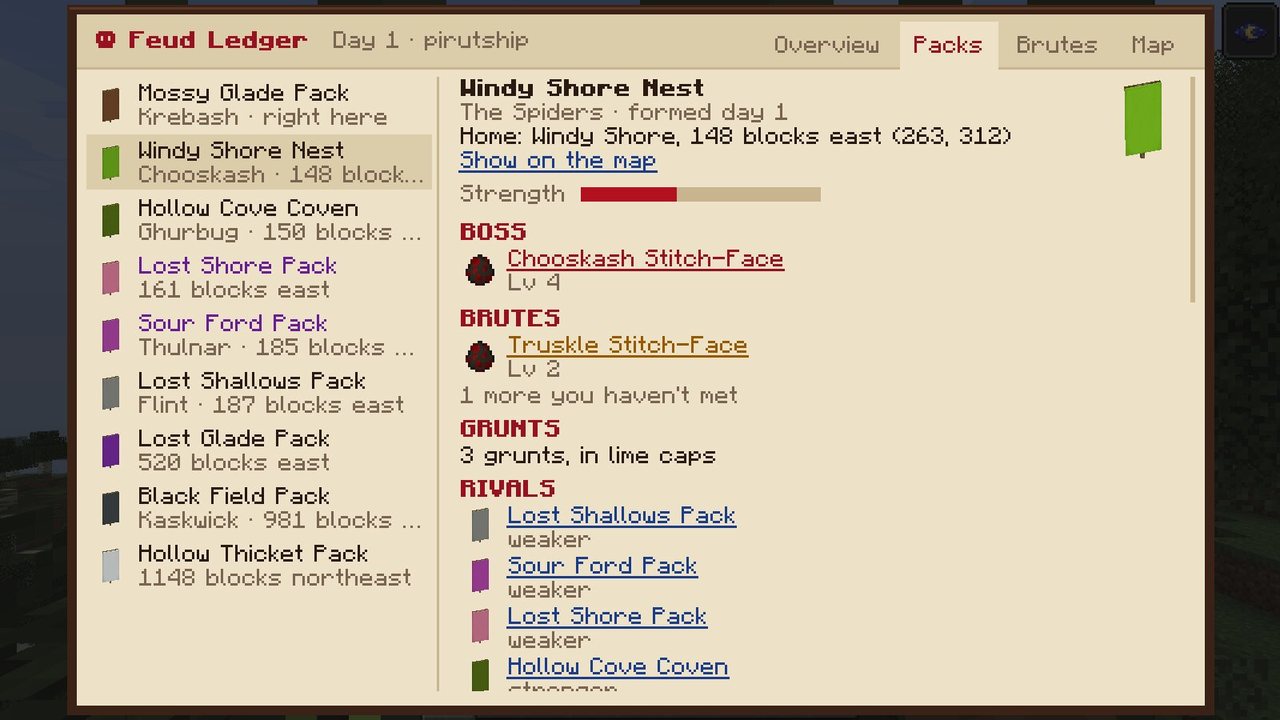 Feud Ledger
Day 1 · pirutship
Overview
Packs
Brutes
Map
Mossy Glade Pack
Krebash · right here
Windy Shore Nest
Chooskash · 148 block...
Hollow Cove Coven
Ghurbug · 150 blocks ...
Lost Shore Pack
161 blocks east
Sour Ford Pack
Thulnar · 185 blocks ...
Lost Shallows Pack
Flint · 187 blocks east
Lost Glade Pack
520 blocks east
Black Field Pack
Kaskwick · 981 blocks ...
Hollow Thicket Pack
1148 blocks northeast
Windy Shore Nest
The Spiders · formed day 1
Home: Windy Shore, 148 blocks east (263, 312)
Show on the map
Strength
BOSS
Chooskash Stitch-Face
Lv 4
BRUTES
Truskle Stitch-Face
Lv 2
1 more you haven't met
GRUNTS
3 grunts, in lime caps
RIVALS
Lost Shallows Pack
weaker
Sour Ford Pack
weaker
Lost Shore Pack
weaker
Hollow Cove Coven